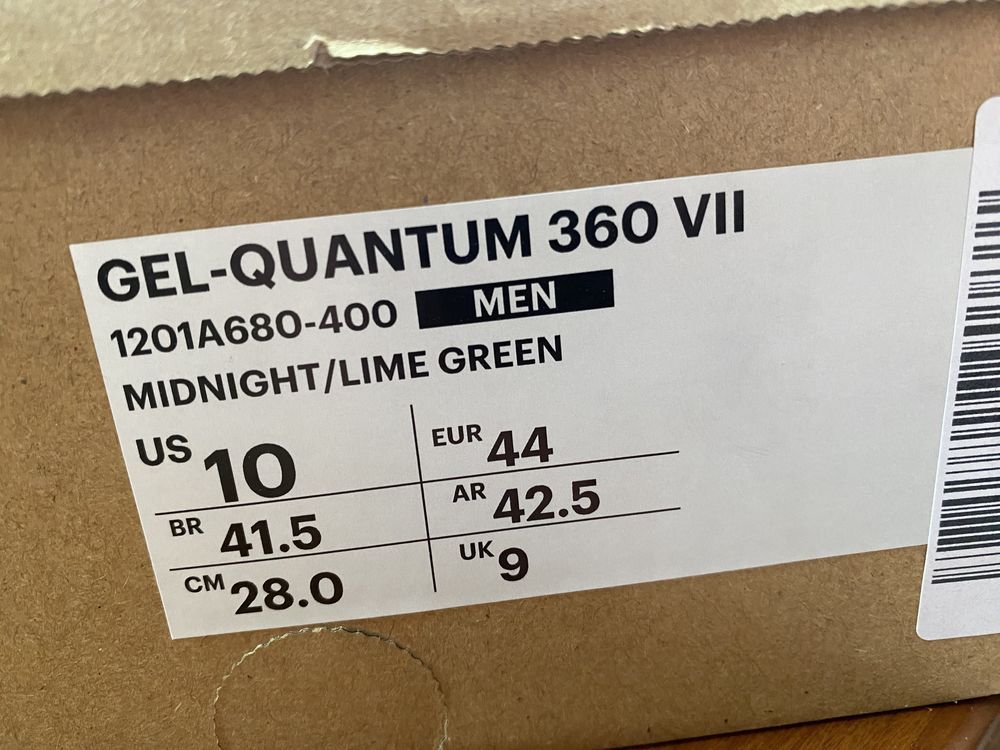 GEL-QUANTUM 360 VII
1201A680-400 MEN
MIDNIGHT/LIME GREEN
US 10 EUR 44
BR 41.5 AR 42.5
CM 28.0 UK 9